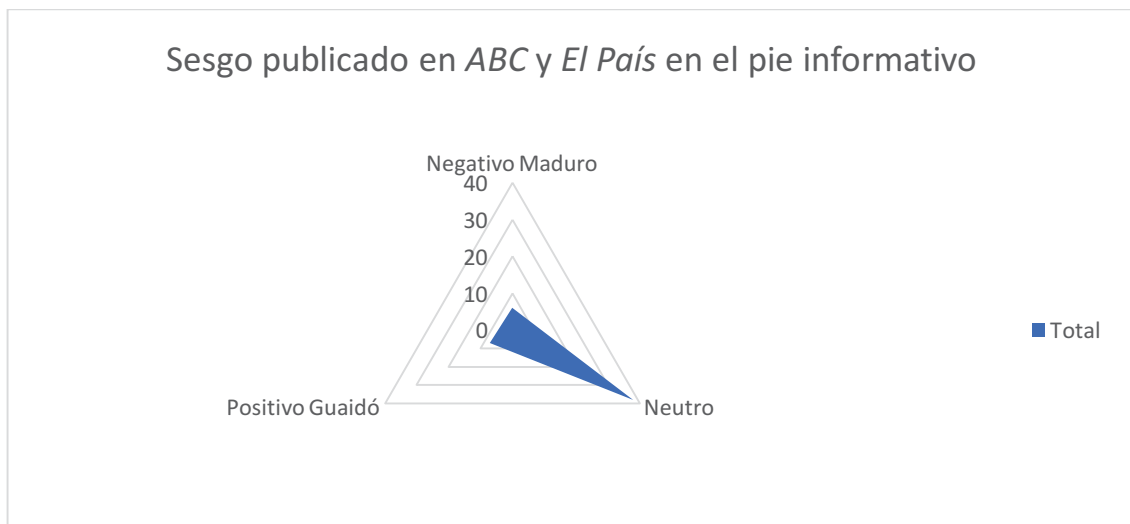 Sesgo publicado en ABC y El País en el pie informativo
Negativo Maduro
40
30
20
10
0
Total
Positivo Guaidó
Neutro